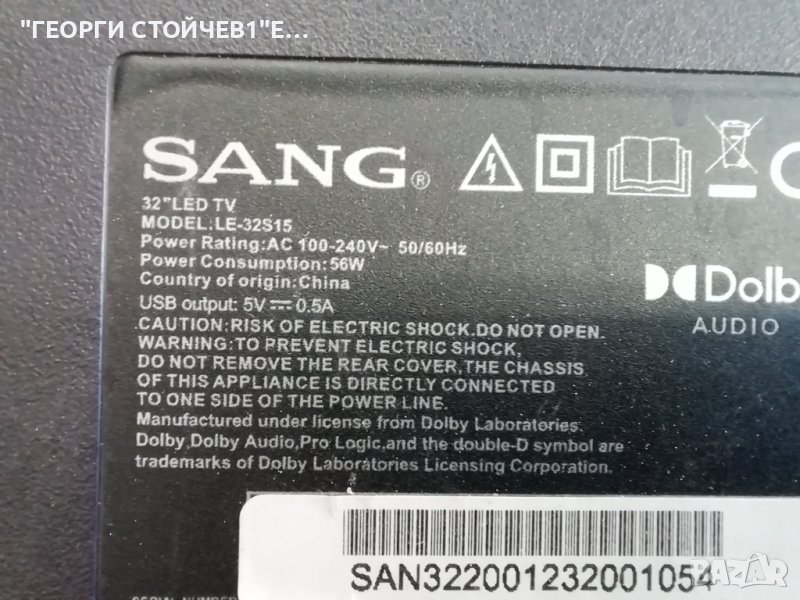 "ГЕОРГИ СТОЙЧЕВ1"Е...
SANG®
32"LED TV
MODEL:LE-32S15
Power Rating:AC 100-240V~ 50/60Hz
Power Consumption:56W
Country of origin:China
USB output: 5V⎓0.5A
CAUTION:RISK OF ELECTRIC SHOCK.DO NOT OPEN.
WARNING:TO PREVENT ELECTRIC SHOCK,
DO NOT REMOVE THE REAR COVER,THE CHASSIS
OF THIS APPLIANCE IS DIRECTLY CONNECTED
TO ONE SIDE OF THE POWER LINE.
Manufactured under license from Dolby Laboratories.
Dolby,Dolby Audio,Pro Logic,and the double-D symbol are
trademarks of Dolby Laboratories Licensing Corporation.
Dolb
AUDIO
SAN322001232001054
BAZAR